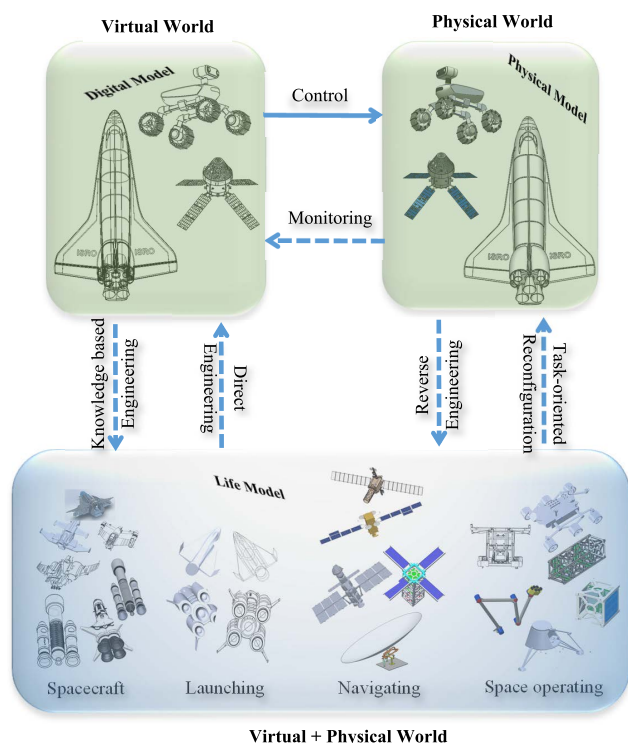 Virtual World
Physical World
Digital Model
Physical Model
Control
Monitoring
ISRO
ISRO
ISRO
ISRO
Knowledge based
Engineering
Direct
Engineering
Reverse
Engineering
Task-oriented
Reconfiguration
Life Model
Spacecraft
Launching
Navigating
Space operating
Virtual + Physical World